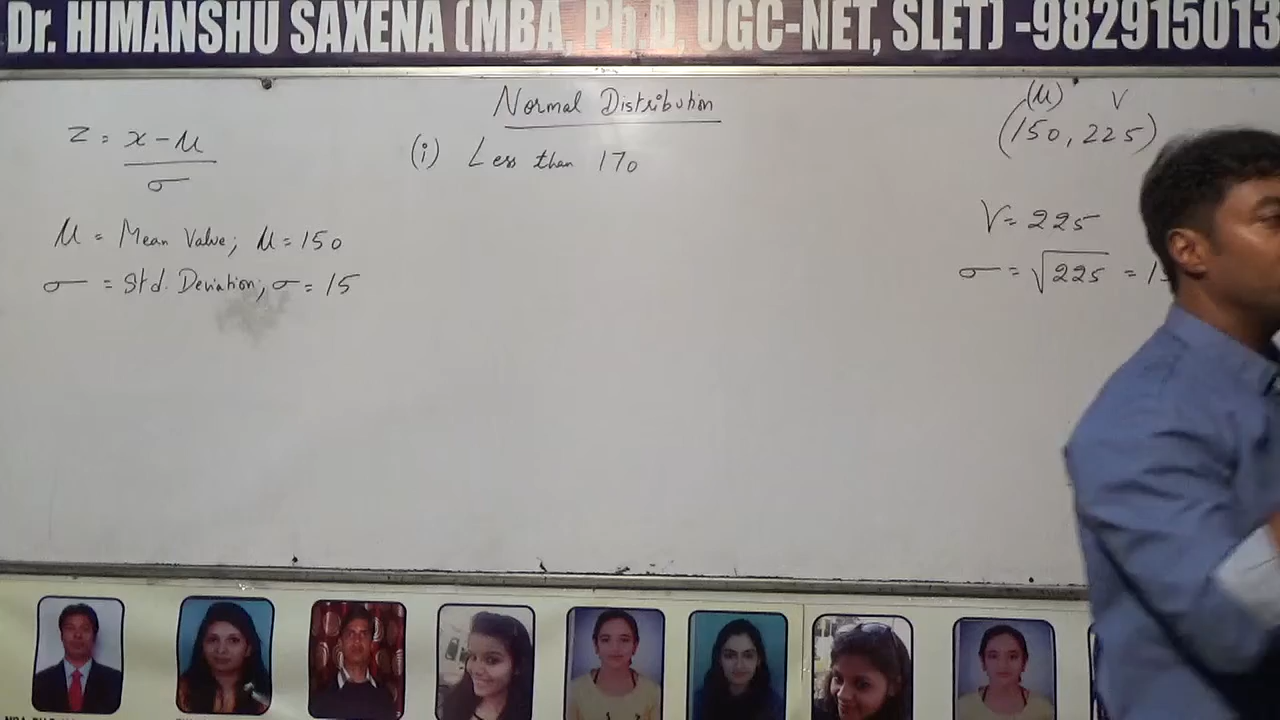 Dr. HIMANSHU SAXENA (MBA, Ph.D, UGC-NET, SLET) -982915013
Normal Distribution
Z = x - μ
σ
(i) Less than 170
(μ) V
(150, 225)
μ = Mean Value; μ = 150
σ = Std. Deviation, σ = 15
V = 225
σ = √225 = 1